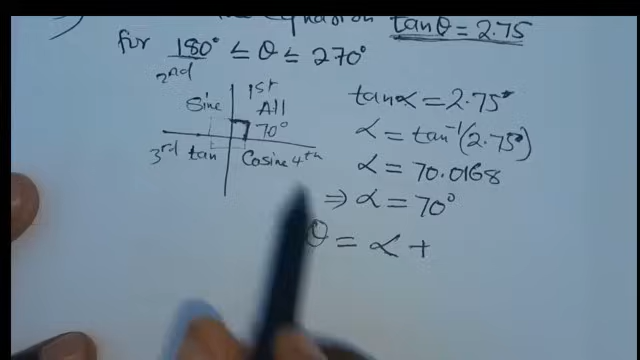 equation tanθ = 2.75
for 180° ≤ θ ≤ 270°
2nd 1st
Sine All
70°
3rd tan Cosine 4th
tanα = 2.75°
α = tan⁻¹(2.75°)
α = 70.0168
⇒ α = 70°
θ = α +